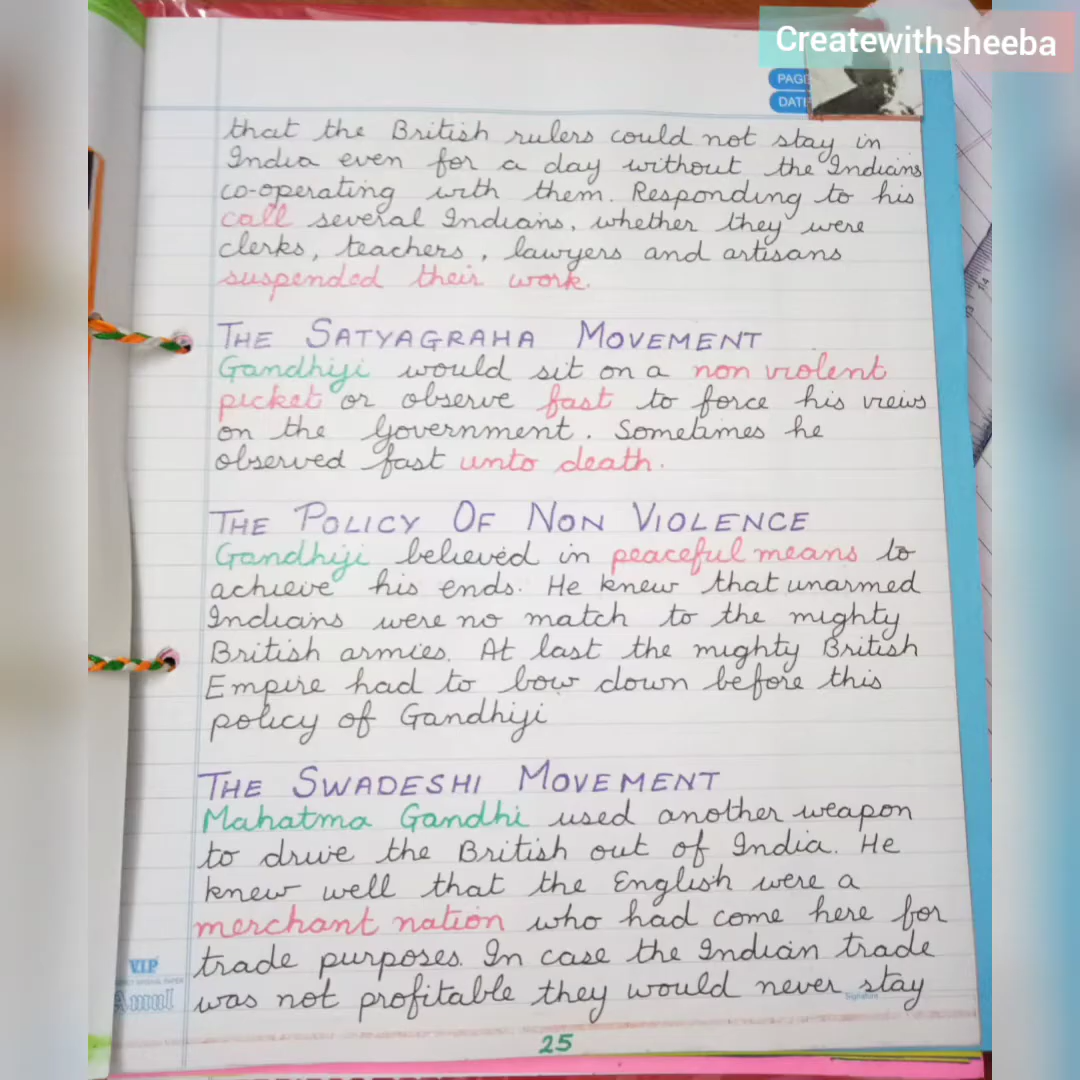 Createwithsheeba
PAGE
DATE
that the British rulers could not stay in
India even for a day without the Indians
co-operating with them. Responding to his
call several Indians, whether they were
clerks, teachers, lawyers and artisans
suspended their work.
THE SATYAGRAHA MOVEMENT
Gandhiji would sit on a non violent
picket or observe fast to force his views
on the Government. Sometimes he
observed fast unto death.
THE POLICY OF NON VIOLENCE
Gandhiji believed in peaceful means to
achieve his ends. He knew that unarmed
Indians were no match to the mighty
British armies. At last the mighty British
Empire had to bow down before this
policy of Gandhiji
THE SWADESHI MOVEMENT
Mahatma Gandhi used another weapon
to drive the British out of India. He
knew well that the English were a
merchant nation who had come here for
trade purposes. In case the Indian trade
was not profitable they would never stay
VIP
Amul
Signature
25